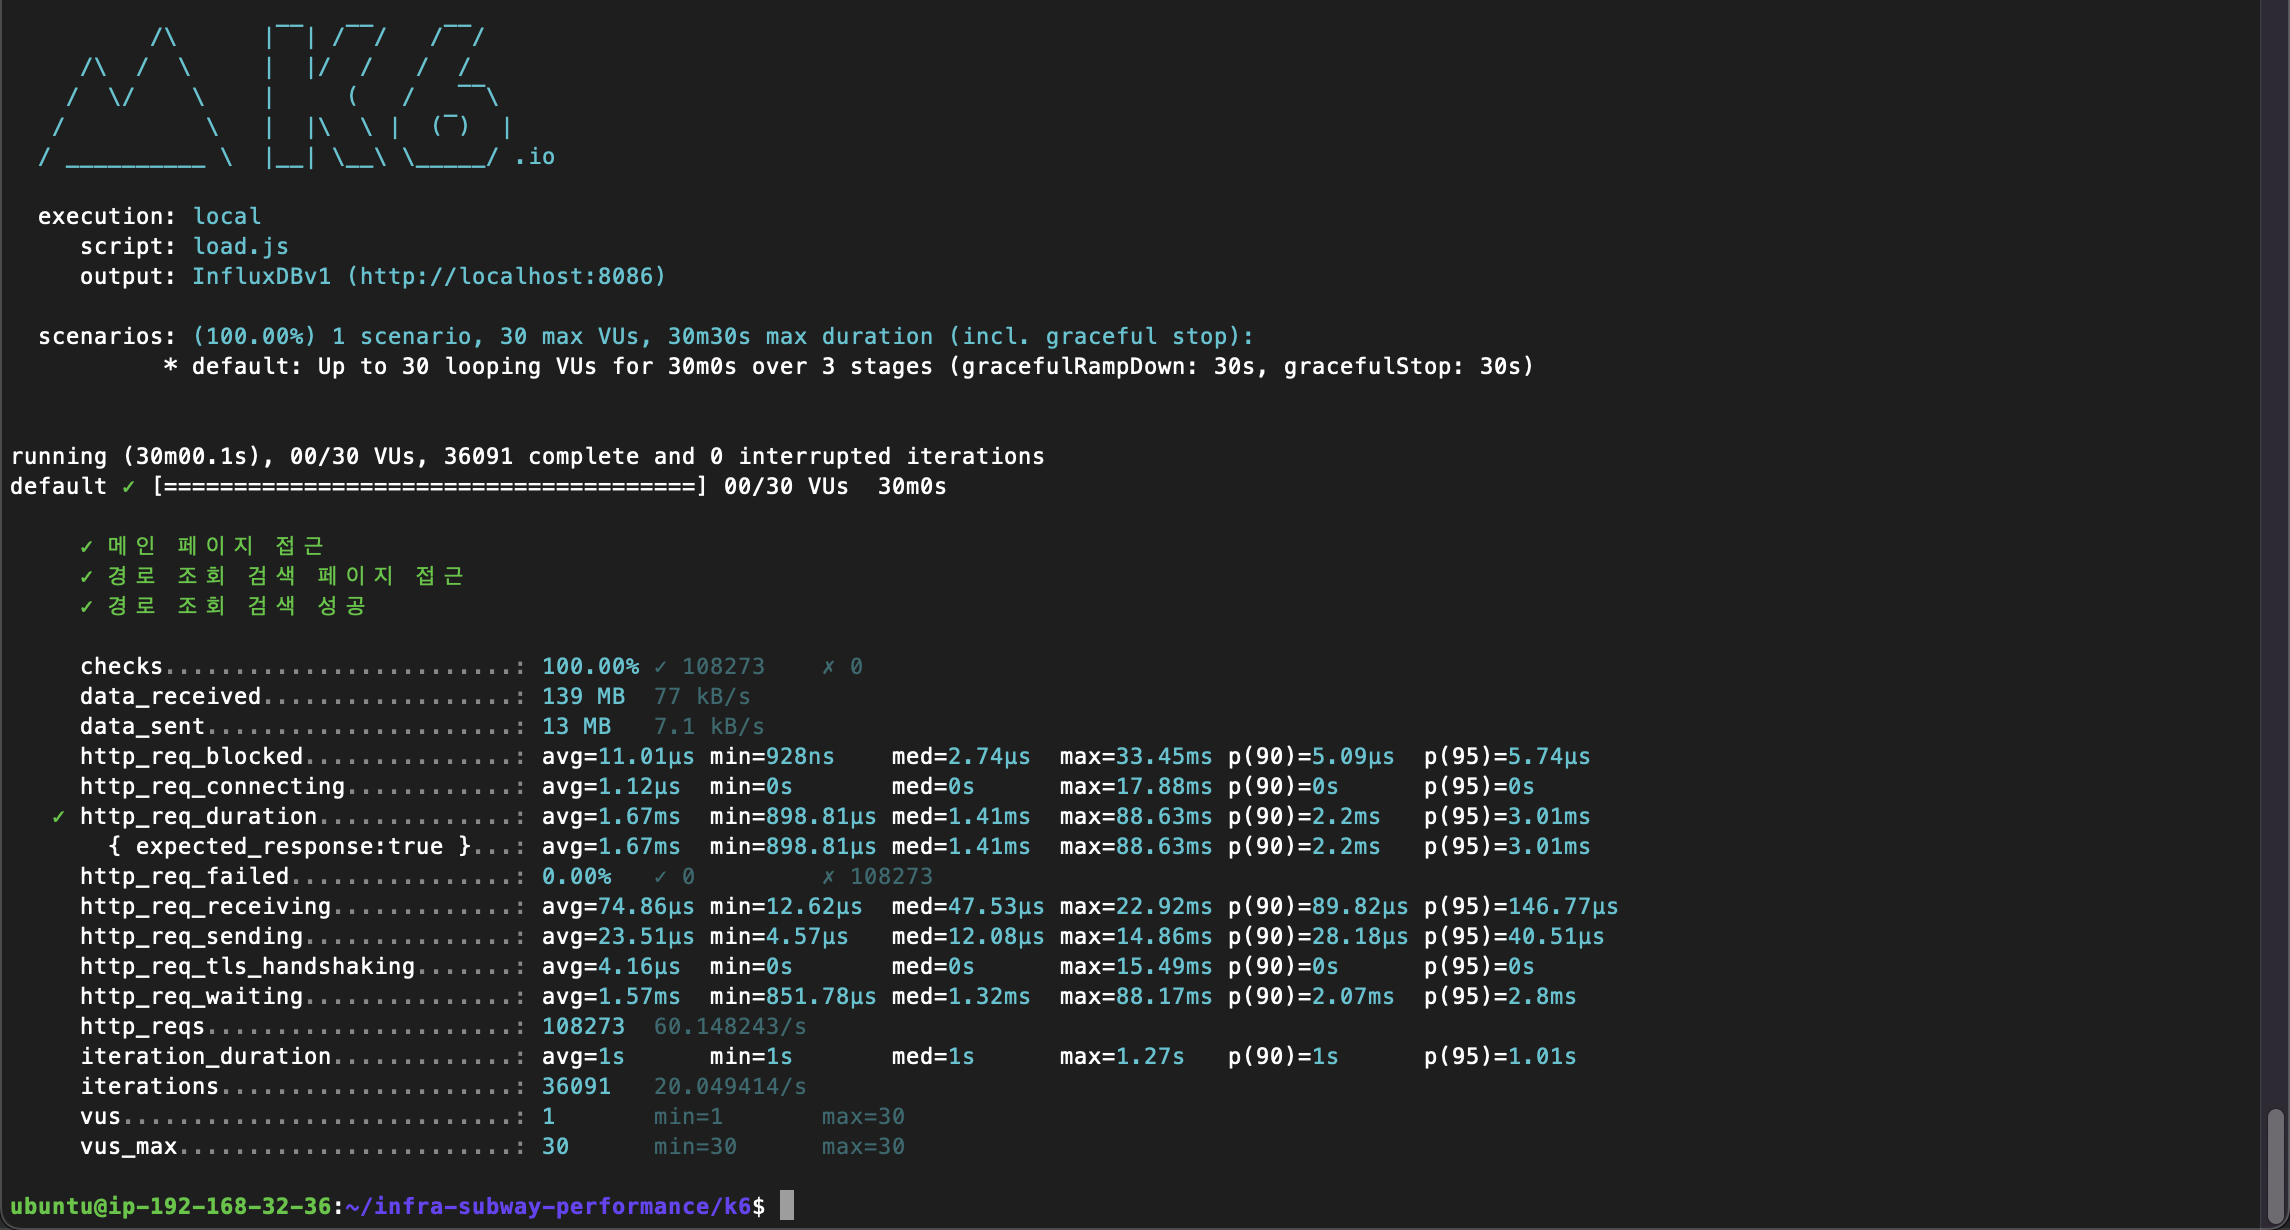 /\      |‾‾| /‾‾/   /‾‾/
     /\  /  \     |  |/  /   /  /
    /  \/    \    |     (   /   ‾‾\
   /          \   |  |\  \ |  (‾)  |
  / __________ \  |__| \__\ \_____/ .io

  execution: local
     script: load.js
     output: InfluxDBv1 (http://localhost:8086)

  scenarios: (100.00%) 1 scenario, 30 max VUs, 30m30s max duration (incl. graceful stop):
           * default: Up to 30 looping VUs for 30m0s over 3 stages (gracefulRampDown: 30s, gracefulStop: 30s)

running (30m00.1s), 00/30 VUs, 36091 complete and 0 interrupted iterations
default ✓ [======================================] 00/30 VUs  30m0s

     ✓ 메인 페이지 접근
     ✓ 경로 조회 검색 페이지 접근
     ✓ 경로 조회 검색 성공

     checks.........................: 100.00% ✓ 108273    ✗ 0
     data_received..................: 139 MB  77 kB/s
     data_sent......................: 13 MB   7.1 kB/s
     http_req_blocked...............: avg=11.01µs min=928ns    med=2.74µs  max=33.45ms p(90)=5.09µs  p(95)=5.74µs
     http_req_connecting............: avg=1.12µs  min=0s       med=0s      max=17.88ms p(90)=0s      p(95)=0s
   ✓ http_req_duration..............: avg=1.67ms  min=898.81µs med=1.41ms  max=88.63ms p(90)=2.2ms   p(95)=3.01ms
       { expected_response:true }...: avg=1.67ms  min=898.81µs med=1.41ms  max=88.63ms p(90)=2.2ms   p(95)=3.01ms
     http_req_failed................: 0.00%   ✓ 0         ✗ 108273
     http_req_receiving.............: avg=74.86µs min=12.62µs  med=47.53µs max=22.92ms p(90)=89.82µs p(95)=146.77µs
     http_req_sending...............: avg=23.51µs min=4.57µs   med=12.08µs max=14.86ms p(90)=28.18µs p(95)=40.51µs
     http_req_tls_handshaking.......: avg=4.16µs  min=0s       med=0s      max=15.49ms p(90)=0s      p(95)=0s
     http_req_waiting...............: avg=1.57ms  min=851.78µs med=1.32ms  max=88.17ms p(90)=2.07ms  p(95)=2.8ms
     http_reqs......................: 108273  60.148243/s
     iteration_duration.............: avg=1s      min=1s       med=1s      max=1.27s   p(90)=1s      p(95)=1.01s
     iterations.....................: 36091   20.049414/s
     vus............................: 1       min=1       max=30
     vus_max........................: 30      min=30      max=30

ubuntu@ip-192-168-32-36:~/infra-subway-performance/k6$